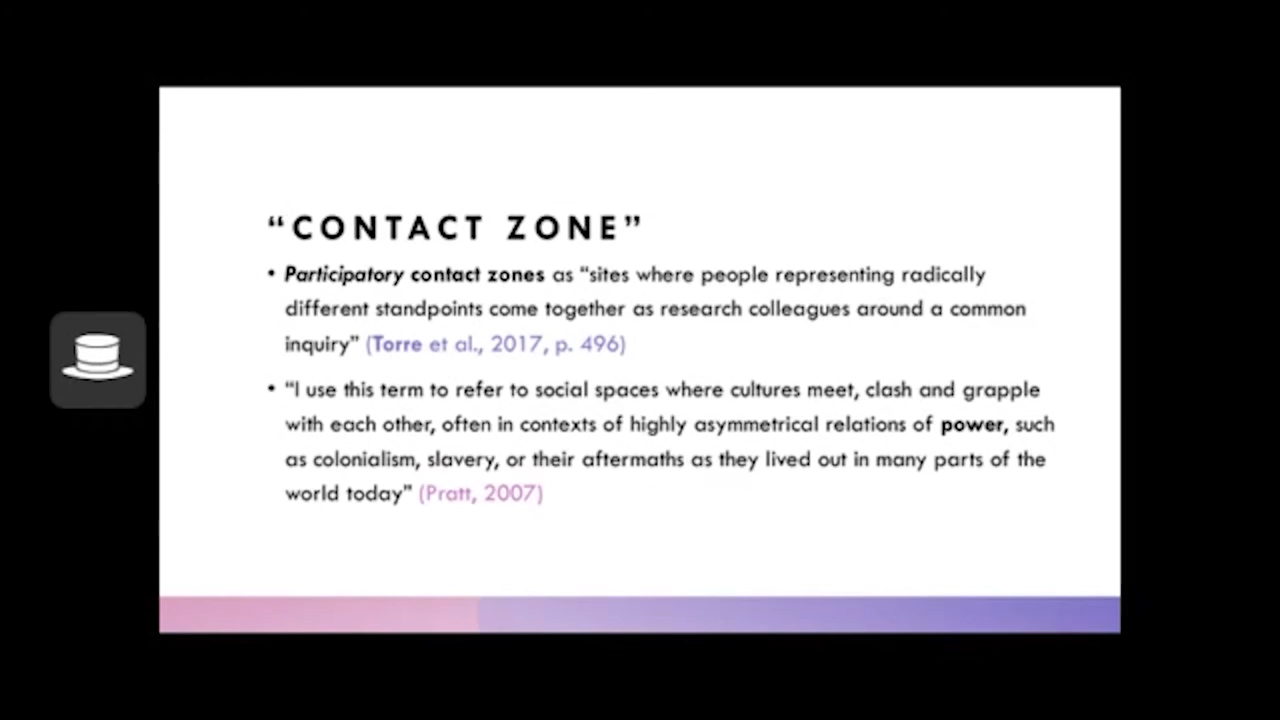 “CONTACT ZONE”
• Participatory contact zones as “sites where people representing radically
different standpoints come together as research colleagues around a common
inquiry” (Torre et al., 2017, p. 496)
• “I use this term to refer to social spaces where cultures meet, clash and grapple
with each other, often in contexts of highly asymmetrical relations of power, such
as colonialism, slavery, or their aftermaths as they lived out in many parts of the
world today” (Pratt, 2007)